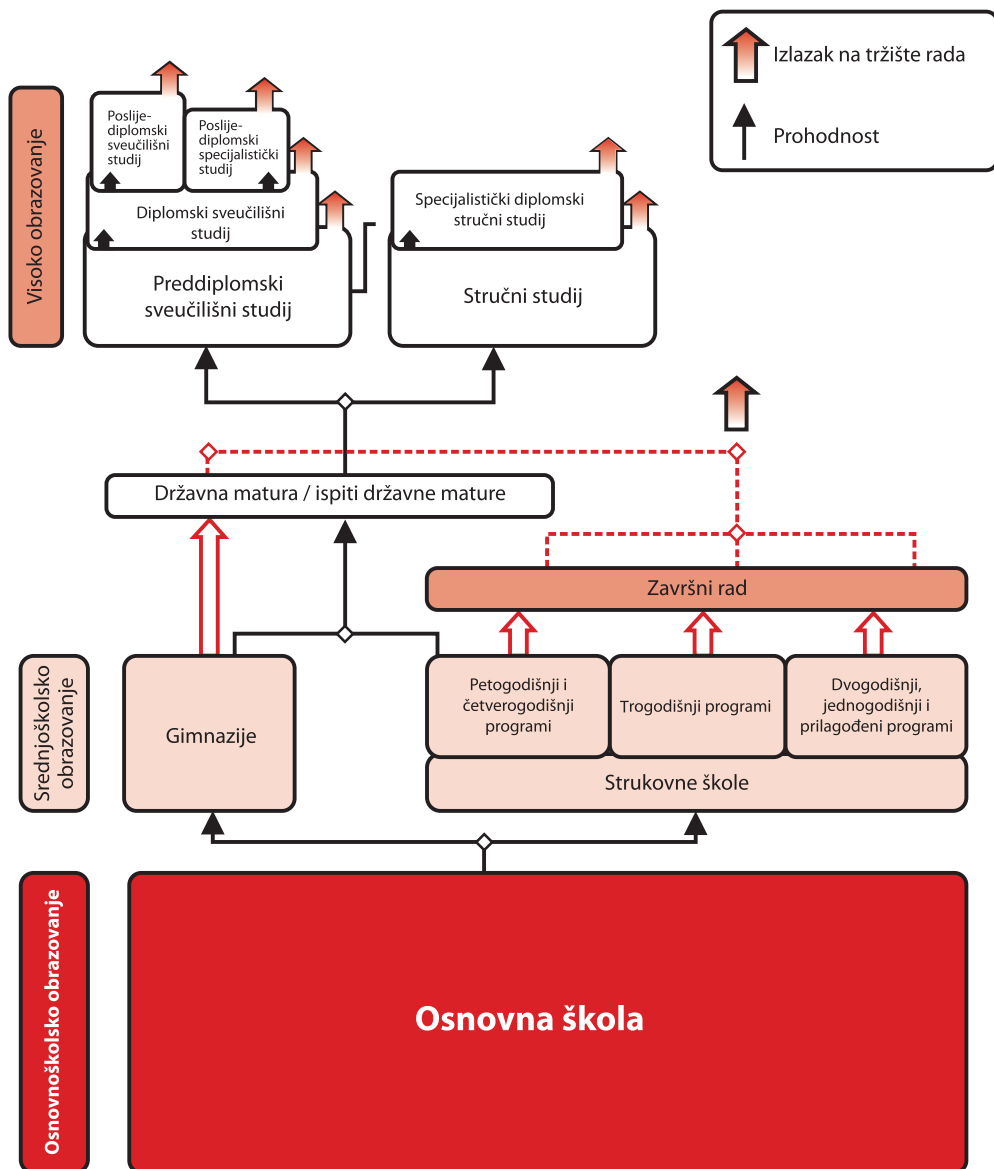 Izlazak na tržište rada
Prohodnost
Visoko obrazovanje
Poslije-
diplomski
sveučilišni
studij
Poslije-
diplomski
specijalistički
studij
Diplomski sveučilišni
studij
Preddiplomski
sveučilišni studij
Specijalistički diplomski
stručni studij
Stručni studij
Državna matura / ispiti državne mature
Završni rad
Srednjoškolsko
obrazovanje
Gimnazije
Petogodišnji i
četverogodišnji
programi
Trogodišnji programi
Dvogodišnji,
jednogodišnji i
prilagođeni programi
Strukovne škole
Osnovnoškolsko obrazovanje
Osnovna škola